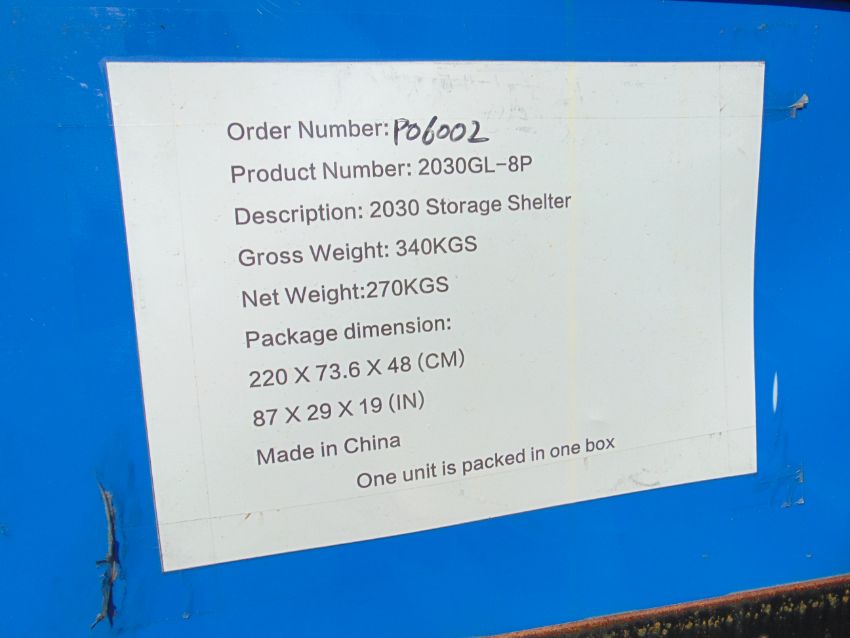 Order Number: PO6002
Product Number: 2030GL-8P
Description: 2030 Storage Shelter
Gross Weight: 340KGS
Net Weight:270KGS
Package dimension:
220 X 73.6 X 48 (CM)
87 X 29 X 19 (IN)
Made in China
One unit is packed in one box